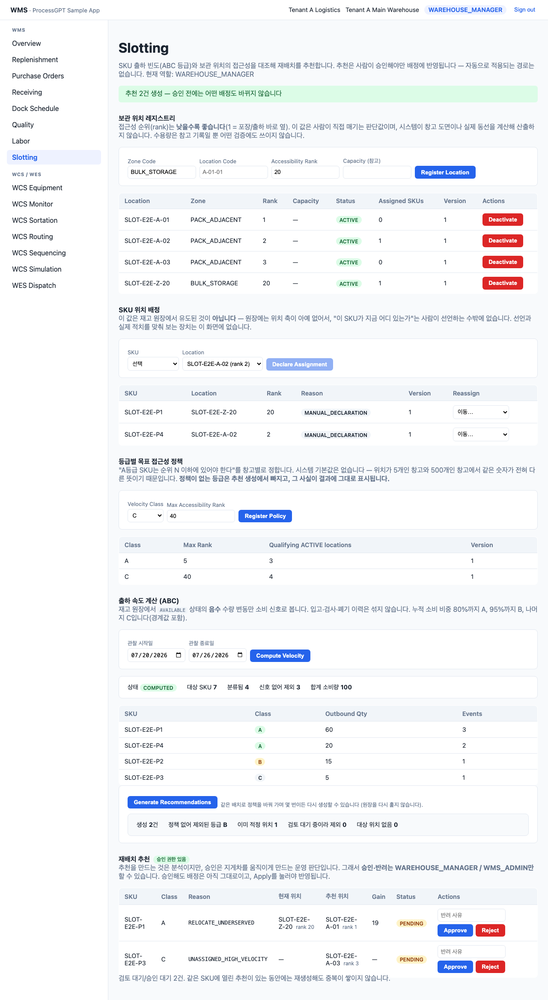 WMS · ProcessGPT Sample App
Tenant A Logistics Tenant A Main Warehouse WAREHOUSE_MANAGER Sign out
WMS
Overview
Replenishment
Purchase Orders
Receiving
Dock Schedule
Quality
Labor
Slotting
WCS / WES
WCS Equipment
WCS Monitor
WCS Sortation
WCS Routing
WCS Sequencing
WCS Simulation
WES Dispatch
Slotting
SKU 출하 빈도(ABC 등급)와 보관 위치의 접근성을 대조해 재배치를 추천합니다. 추천은 사람이 승인해야만 배정에 반영됩니다 — 자동으로 적용되는 경로는
없습니다. 현재 역할: WAREHOUSE_MANAGER
추천 2건 생성 — 승인 전에는 어떤 배정도 바뀌지 않습니다
보관 위치 레지스트리
접근성 순위(rank)는 낮을수록 좋습니다(1 = 포장/출하 바로 옆). 이 값은 사람이 직접 매기는 판단값이며, 시스템이 창고 도면이나 실제 동선을 계산해 산출하
지 않습니다. 수용량은 참고 기록일 뿐 어떤 검증에도 쓰이지 않습니다.
Zone Code Location Code Accessibility Rank Capacity (참고)
BULK_STORAGE A-01-01 20 Register Location
Location Zone Rank Capacity Status Assigned SKUs Version Actions
SLOT-E2E-A-01 PACK_ADJACENT 1 — ACTIVE 0 1 Deactivate
SLOT-E2E-A-02 PACK_ADJACENT 2 — ACTIVE 1 1 Deactivate
SLOT-E2E-A-03 PACK_ADJACENT 3 — ACTIVE 0 1 Deactivate
SLOT-E2E-Z-20 BULK_STORAGE 20 — ACTIVE 1 1 Deactivate
SKU 위치 배정
이 값은 재고 원장에서 유도된 것이 아닙니다 — 원장에는 위치 축이 아예 없어서, "이 SKU가 지금 어디 있는가"는 사람이 선언하는 수밖에 없습니다. 선언과
실제 적치를 맞춰 보는 장치는 이 화면에 없습니다.
SKU Location
선택 SLOT-E2E-A-02 (rank 2) Declare Assignment
SKU Location Rank Reason Version Reassign
SLOT-E2E-P1 SLOT-E2E-Z-20 20 MANUAL_DECLARATION 1 이동...
SLOT-E2E-P4 SLOT-E2E-A-02 2 MANUAL_DECLARATION 1 이동...
등급별 목표 접근성 정책
"A등급 SKU는 순위 N 이하에 있어야 한다"를 창고별로 정합니다. 시스템 기본값은 없습니다 — 위치가 5개인 창고와 500개인 창고에서 같은 숫자가 전혀 다
른 뜻이기 때문입니다. 정책이 없는 등급은 추천 생성에서 빠지고, 그 사실이 결과에 그대로 표시됩니다.
Velocity Class Max Accessibility Rank
C 40 Register Policy
Class Max Rank Qualifying ACTIVE locations Version
A 5 3 1
C 40 4 1
출하 속도 계산 (ABC)
재고 원장에서 AVAILABLE 상태의 음수 수량 변동만 소비 신호로 봅니다. 입고·검사·폐기 이력은 섞지 않습니다. 누적 소비 비중 80%까지 A, 95%까지 B, 나머
지 C입니다(경계값 포함).
관찰 시작일 관찰 종료일
07/20/2026 07/26/2026 Compute Velocity
상태 COMPUTED 대상 SKU 7 분류됨 4 신호 없어 제외 3 합계 소비량 100
SKU Class Outbound Qty Events
SLOT-E2E-P1 A 60 3
SLOT-E2E-P4 A 20 2
SLOT-E2E-P2 B 15 1
SLOT-E2E-P3 C 5 1
Generate Recommendations 같은 배치로 정책을 바꿔 가며 몇 번이든 다시 생성할 수 있습니다 (원장을 다시 훑지 않습니다).
생성 2건 정책 없어 제외된 등급 B 이미 적정 위치 1 검토 대기 중이라 제외 0 대상 위치 없음 0
재배치 추천 승인 권한 있음
추천을 만드는 것은 분석이지만, 승인은 지게차를 움직이게 만드는 운영 판단입니다. 그래서 승인·반려는 WAREHOUSE_MANAGER / WMS_ADMIN만
할 수 있습니다. 승인해도 배정은 아직 그대로이고, Apply를 눌러야 반영됩니다.
SKU Class Reason 현재 위치 추천 위치 Gain Status Actions
SLOT-E2E-P1 A RELOCATE_UNDERSERVED SLOT-E2E-Z-20 rank 20 SLOT-E2E-A-01 rank 1 19 PENDING 반려 사유
Approve Reject
SLOT-E2E-P3 C UNASSIGNED_HIGH_VELOCITY — SLOT-E2E-A-03 rank 3 — PENDING 반려 사유
Approve Reject
검토 대기/승인 대기 2건. 같은 SKU에 열린 추천이 있는 동안에는 재생성해도 중복이 쌓이지 않습니다.